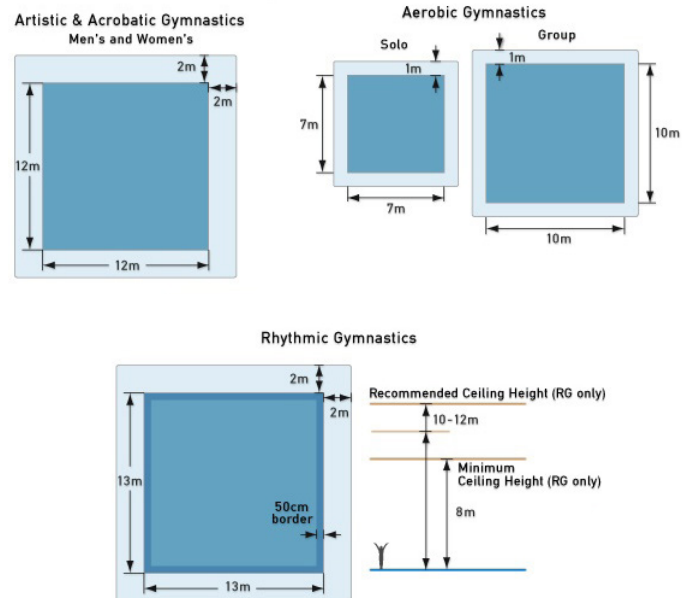 Artistic & Acrobatic Gymnastics
Men's and Women's
2m
2m
12m
12m
Aerobic Gymnastics
Solo
1m
7m
7m
Group
1m
10m
10m
Rhythmic Gymnastics
2m
2m
13m
50cm
border
13m
Recommended Ceiling Height (RG only)
10-12m
Minimum
Ceiling Height (RG only)
8m